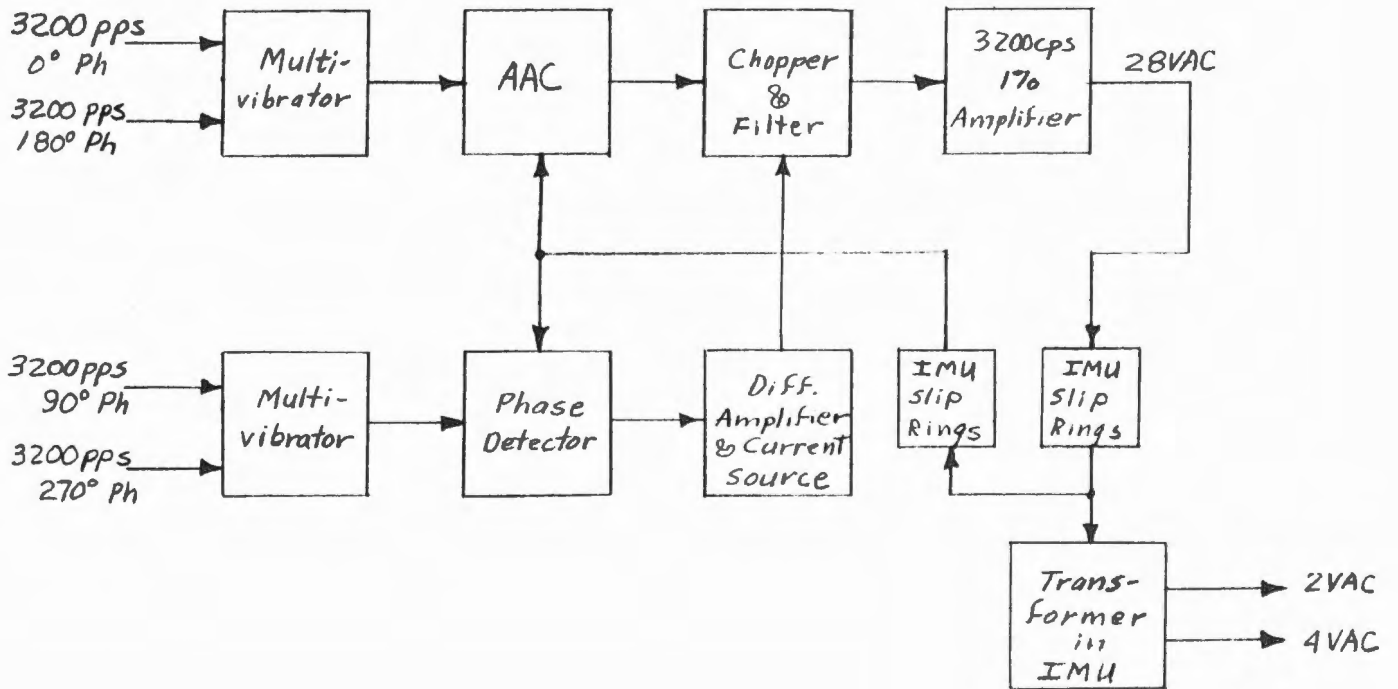 3200 pps
0° Ph
3200 pps
180° Ph
Multi-
vibrator
AAC
Chopper
&
Filter
3200cps
1%
Amplifier
28VAC
3200pps
90° Ph
3200pps
270° Ph
Multi-
vibrator
Phase
Detector
Diff.
Amplifier
& Current
Source
IMU
Slip
Rings
IMU
Slip
Rings
Trans-
former
in
IMU
2VAC
4VAC